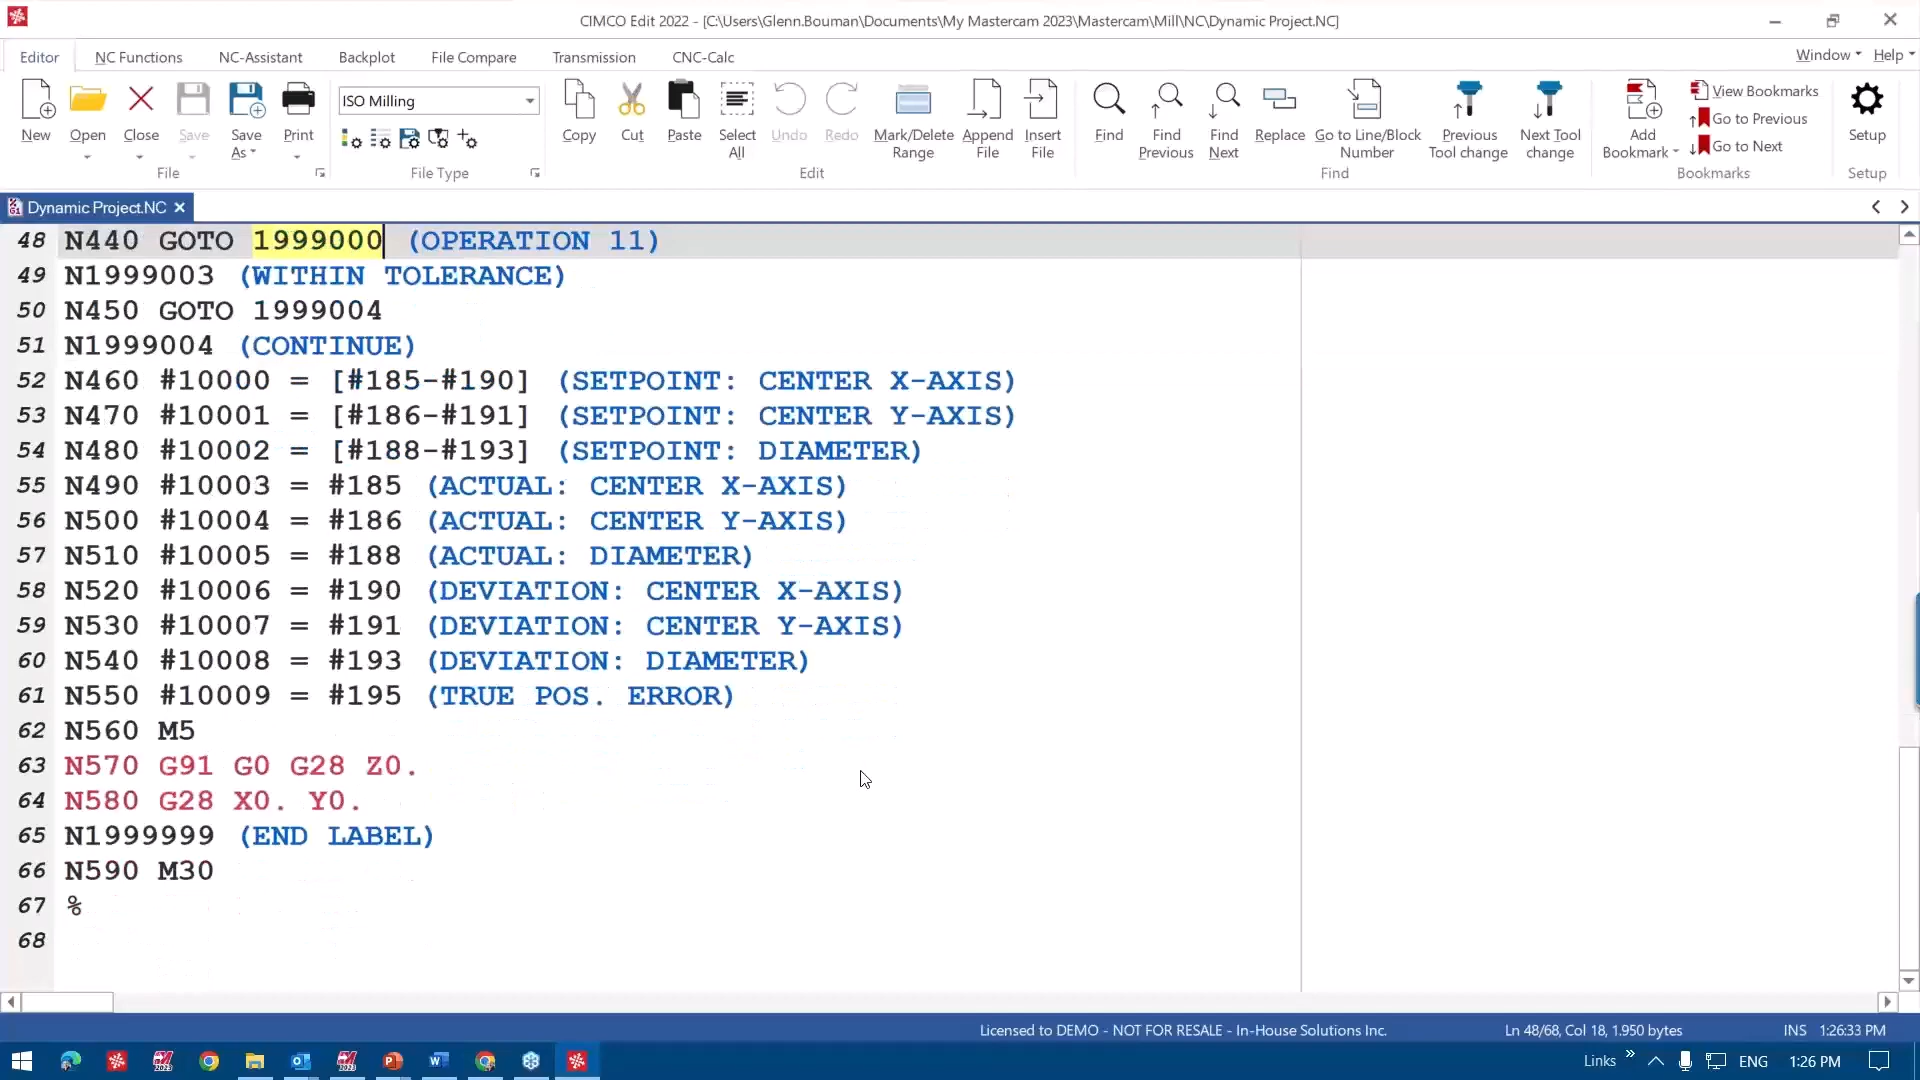 CIMCO Edit 2022 - [C:\Users\Glenn.Bouman\Documents\My Mastercam 2023\Mastercam\Mill\NC\Dynamic Project.NC]
Editor NC Functions NC-Assistant Backplot File Compare Transmission CNC-Calc Window Help
ISO Milling
New Open Close Save Save As Print
Copy Cut Paste Select All Undo Redo Mark/Delete Range Append File Insert File
Find Find Previous Find Next Replace Go to Line/Block Number Previous Tool change Next Tool change
Add Bookmark View Bookmarks
Go to Previous
Go to Next
Setup
File File Type Edit Find Bookmarks Setup
Dynamic Project.NC
48 N440 GOTO 1999000 (OPERATION 11)
49 N1999003 (WITHIN TOLERANCE)
50 N450 GOTO 1999004
51 N1999004 (CONTINUE)
52 N460 #10000 = [#185-#190] (SETPOINT: CENTER X-AXIS)
53 N470 #10001 = [#186-#191] (SETPOINT: CENTER Y-AXIS)
54 N480 #10002 = [#188-#193] (SETPOINT: DIAMETER)
55 N490 #10003 = #185 (ACTUAL: CENTER X-AXIS)
56 N500 #10004 = #186 (ACTUAL: CENTER Y-AXIS)
57 N510 #10005 = #188 (ACTUAL: DIAMETER)
58 N520 #10006 = #190 (DEVIATION: CENTER X-AXIS)
59 N530 #10007 = #191 (DEVIATION: CENTER Y-AXIS)
60 N540 #10008 = #193 (DEVIATION: DIAMETER)
61 N550 #10009 = #195 (TRUE POS. ERROR)
62 N560 M5
63 N570 G91 G0 G28 Z0.
64 N580 G28 X0. Y0.
65 N1999999 (END LABEL)
66 N590 M30
67 %
68
Licensed to DEMO - NOT FOR RESALE - In-House Solutions Inc. Ln 48/68, Col 18, 1.950 bytes INS 1:26:33 PM
Links » ENG 1:26 PM